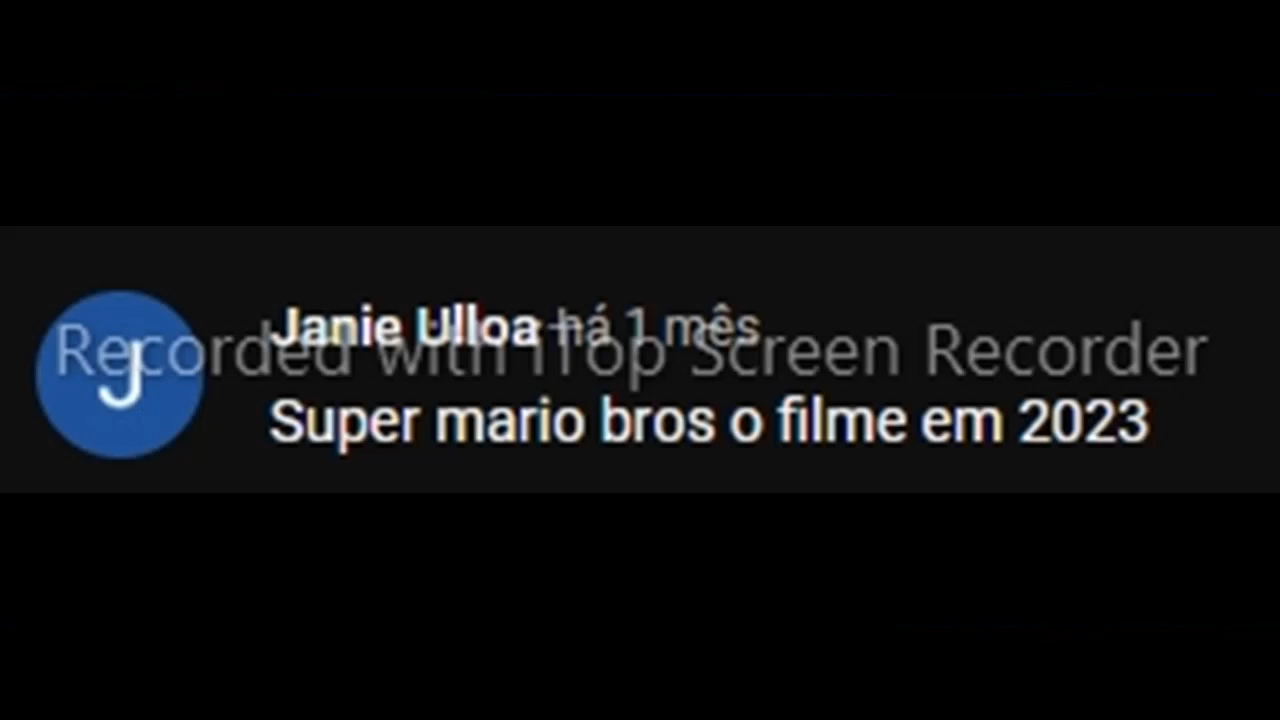 Janie Ulloa há 1 mês
Recorded with iTop Screen Recorder
J
Super mario bros o filme em 2023